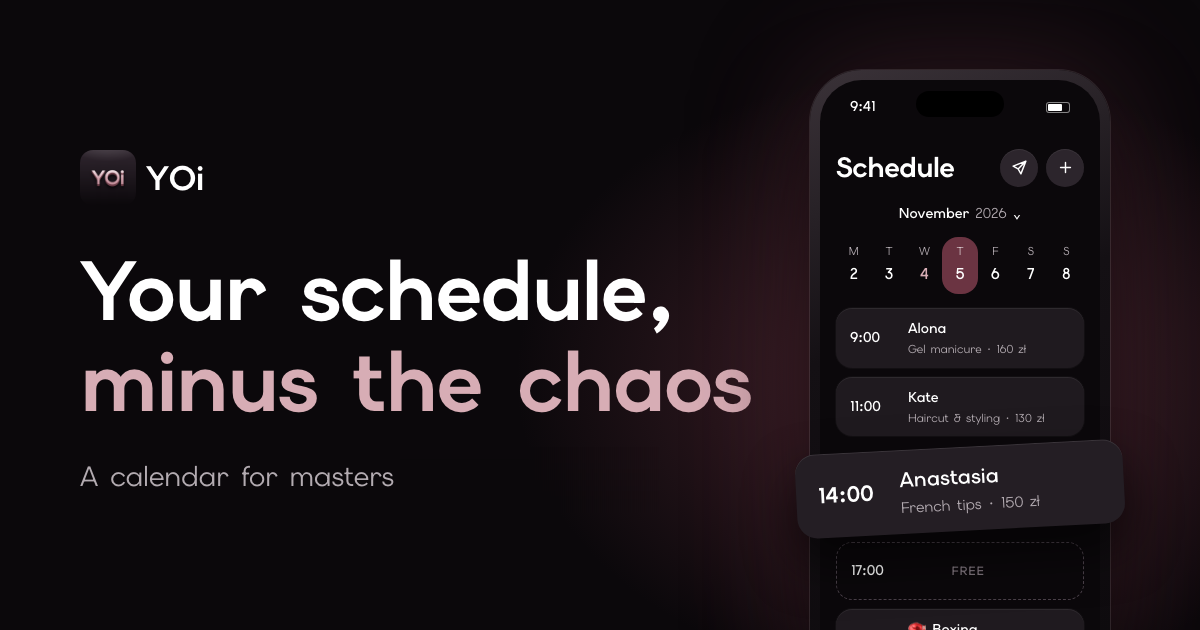 YOi YOi
Your schedule,
minus the chaos
A calendar for masters
9:41
Schedule
November 2026
M T W T F S S
2 3 4 5 6 7 8
9:00 Alona
Gel manicure · 160 zł
11:00 Kate
Haircut & styling · 130 zł
14:00 Anastasia
French tips · 150 zł
17:00 FREE
Boxing